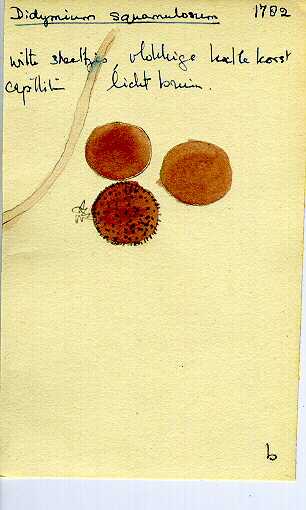 Didymium squamulosum 1782
witte steeltjes, vlokkige kalk korst
capillit. licht bruin.
b